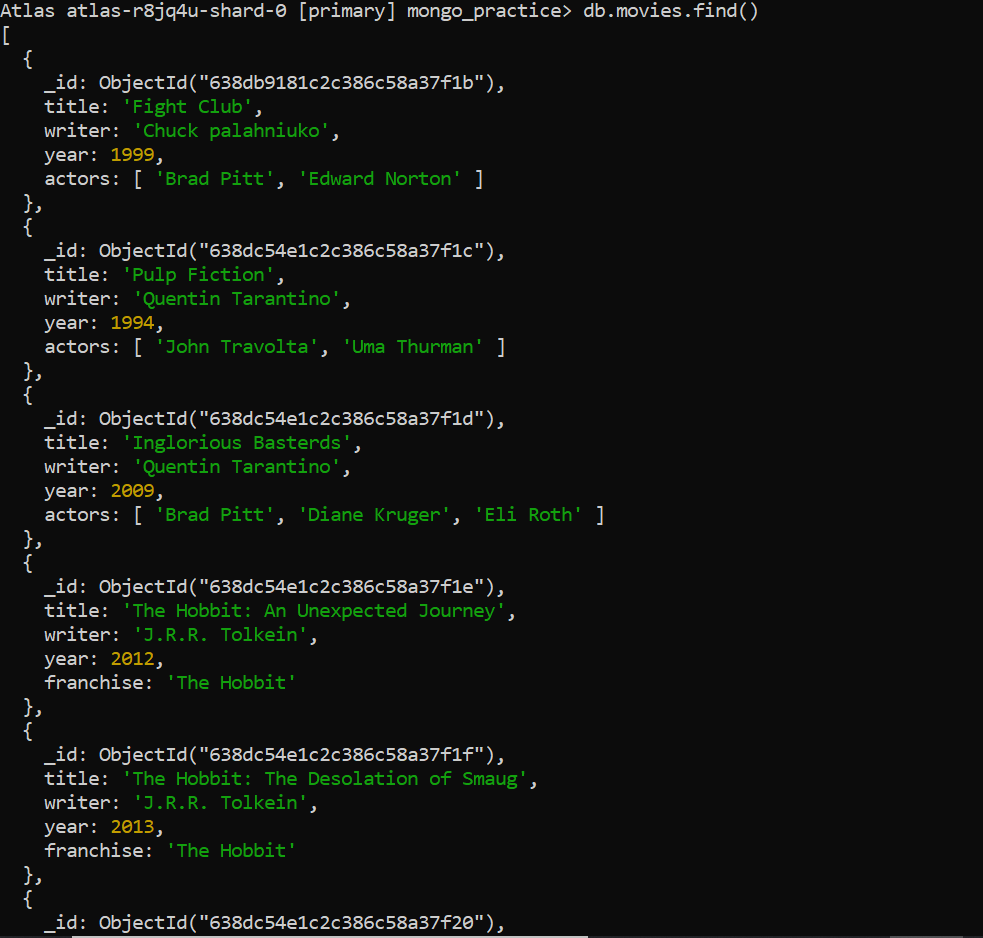 Atlas atlas-r8jq4u-shard-0 [primary] mongo_practice> db.movies.find()
[
  {
    _id: ObjectId("638db9181c2c386c58a37f1b"),
    title: 'Fight Club',
    writer: 'Chuck palahniuko',
    year: 1999,
    actors: [ 'Brad Pitt', 'Edward Norton' ]
  },
  {
    _id: ObjectId("638dc54e1c2c386c58a37f1c"),
    title: 'Pulp Fiction',
    writer: 'Quentin Tarantino',
    year: 1994,
    actors: [ 'John Travolta', 'Uma Thurman' ]
  },
  {
    _id: ObjectId("638dc54e1c2c386c58a37f1d"),
    title: 'Inglorious Basterds',
    writer: 'Quentin Tarantino',
    year: 2009,
    actors: [ 'Brad Pitt', 'Diane Kruger', 'Eli Roth' ]
  },
  {
    _id: ObjectId("638dc54e1c2c386c58a37f1e"),
    title: 'The Hobbit: An Unexpected Journey',
    writer: 'J.R.R. Tolkein',
    year: 2012,
    franchise: 'The Hobbit'
  },
  {
    _id: ObjectId("638dc54e1c2c386c58a37f1f"),
    title: 'The Hobbit: The Desolation of Smaug',
    writer: 'J.R.R. Tolkein',
    year: 2013,
    franchise: 'The Hobbit'
  },
  {
    _id: ObjectId("638dc54e1c2c386c58a37f20"),